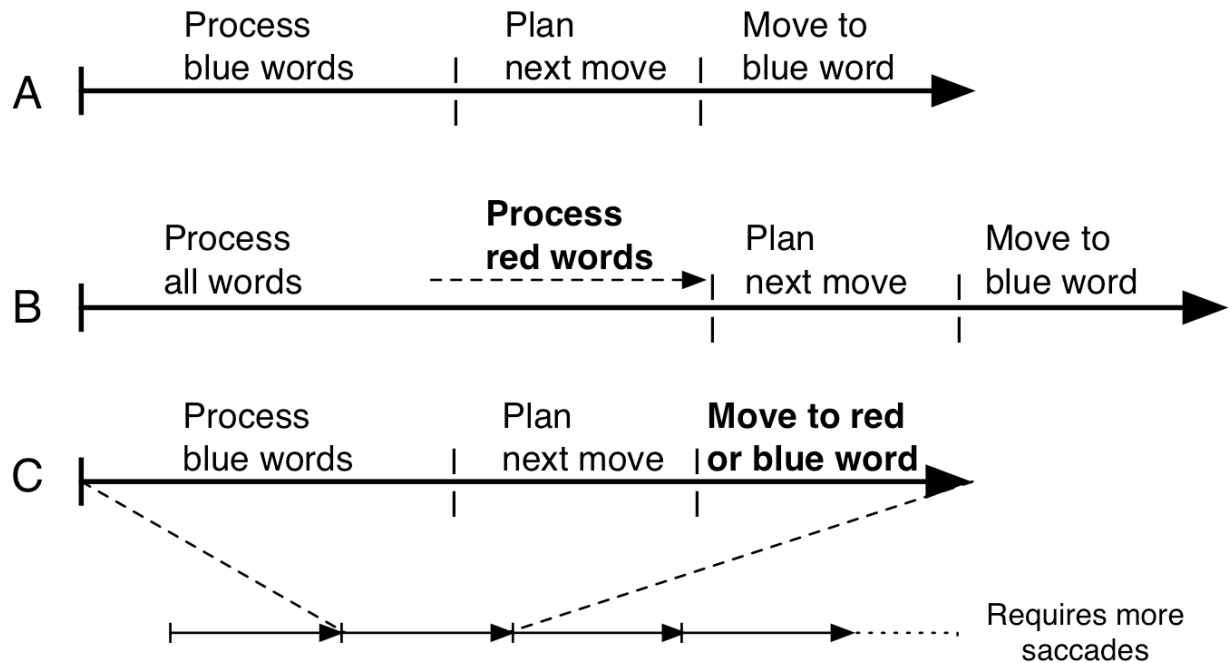 Process
blue words
Plan
next move
Move to
blue word
A
Process
all words
Process
red words
Plan
next move
Move to
blue word
B
Process
blue words
Plan
next move
Move to red
or blue word
C
Requires more
saccades